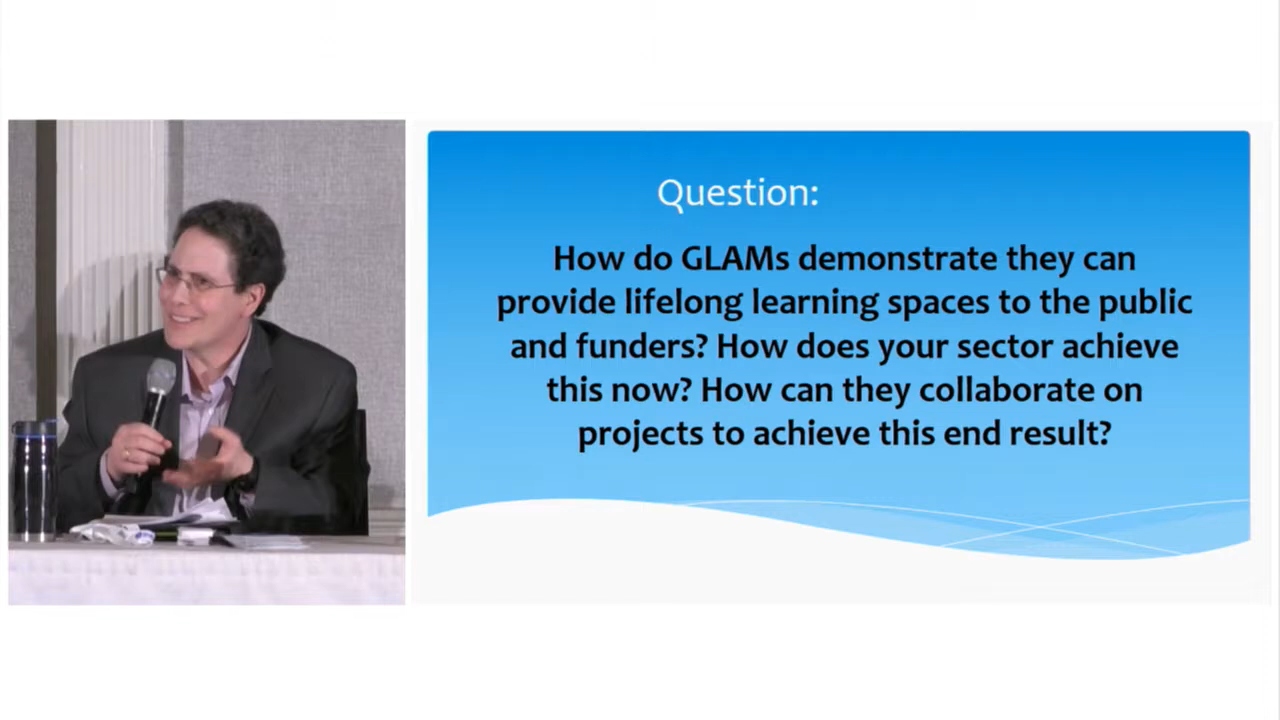 Question:
How do GLAMs demonstrate they can
provide lifelong learning spaces to the public
and funders? How does your sector achieve
this now? How can they collaborate on
projects to achieve this end result?